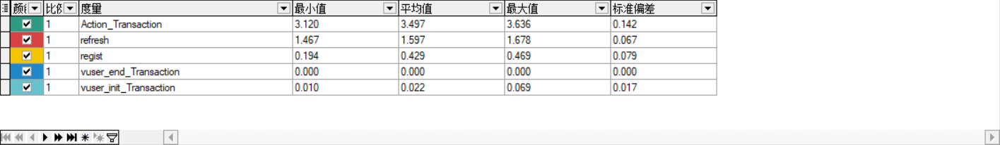 颜色 比例 度量 最小值 平均值 最大值 标准偏差
1 Action_Transaction 3.120 3.497 3.636 0.142
1 refresh 1.467 1.597 1.678 0.067
1 regist 0.194 0.429 0.469 0.079
1 vuser_end_Transaction 0.000 0.000 0.000 0.000
1 vuser_init_Transaction 0.010 0.022 0.069 0.017